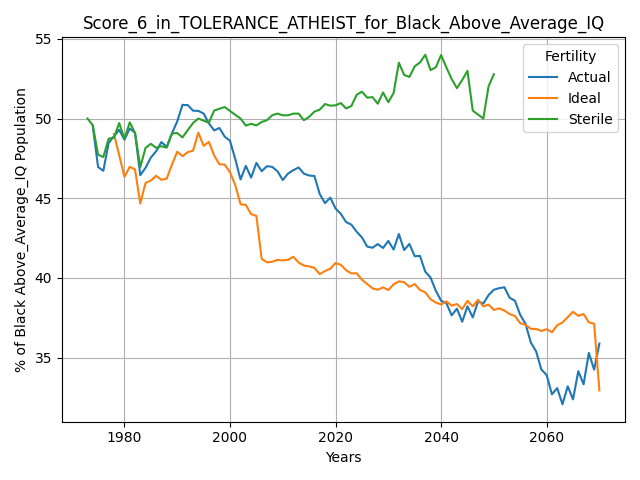 Score_6_in_TOLERANCE_ATHEIST_for_Black_Above_Average_IQ
% of Black Above_Average_IQ Population
55
50
45
40
35
Fertility
Actual
Ideal
Sterile
1980
2000
2020
2040
2060
Years